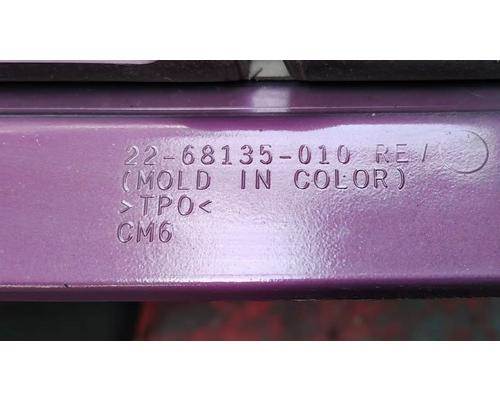 22-68135-010 RE/
(MOLD IN COLOR)
>TPO<
CM6